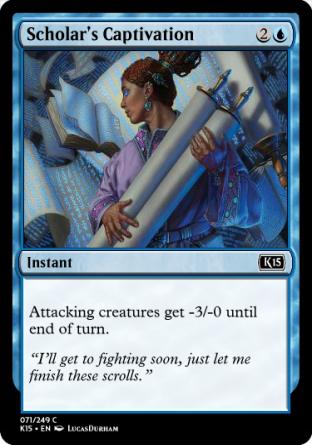 Scholar's Captivation 2
Instant K15
Attacking creatures get -3/-0 until
end of turn.
“I'll get to fighting soon, just let me
finish these scrolls.”
071/249 C
K15 • EN LucasDurham